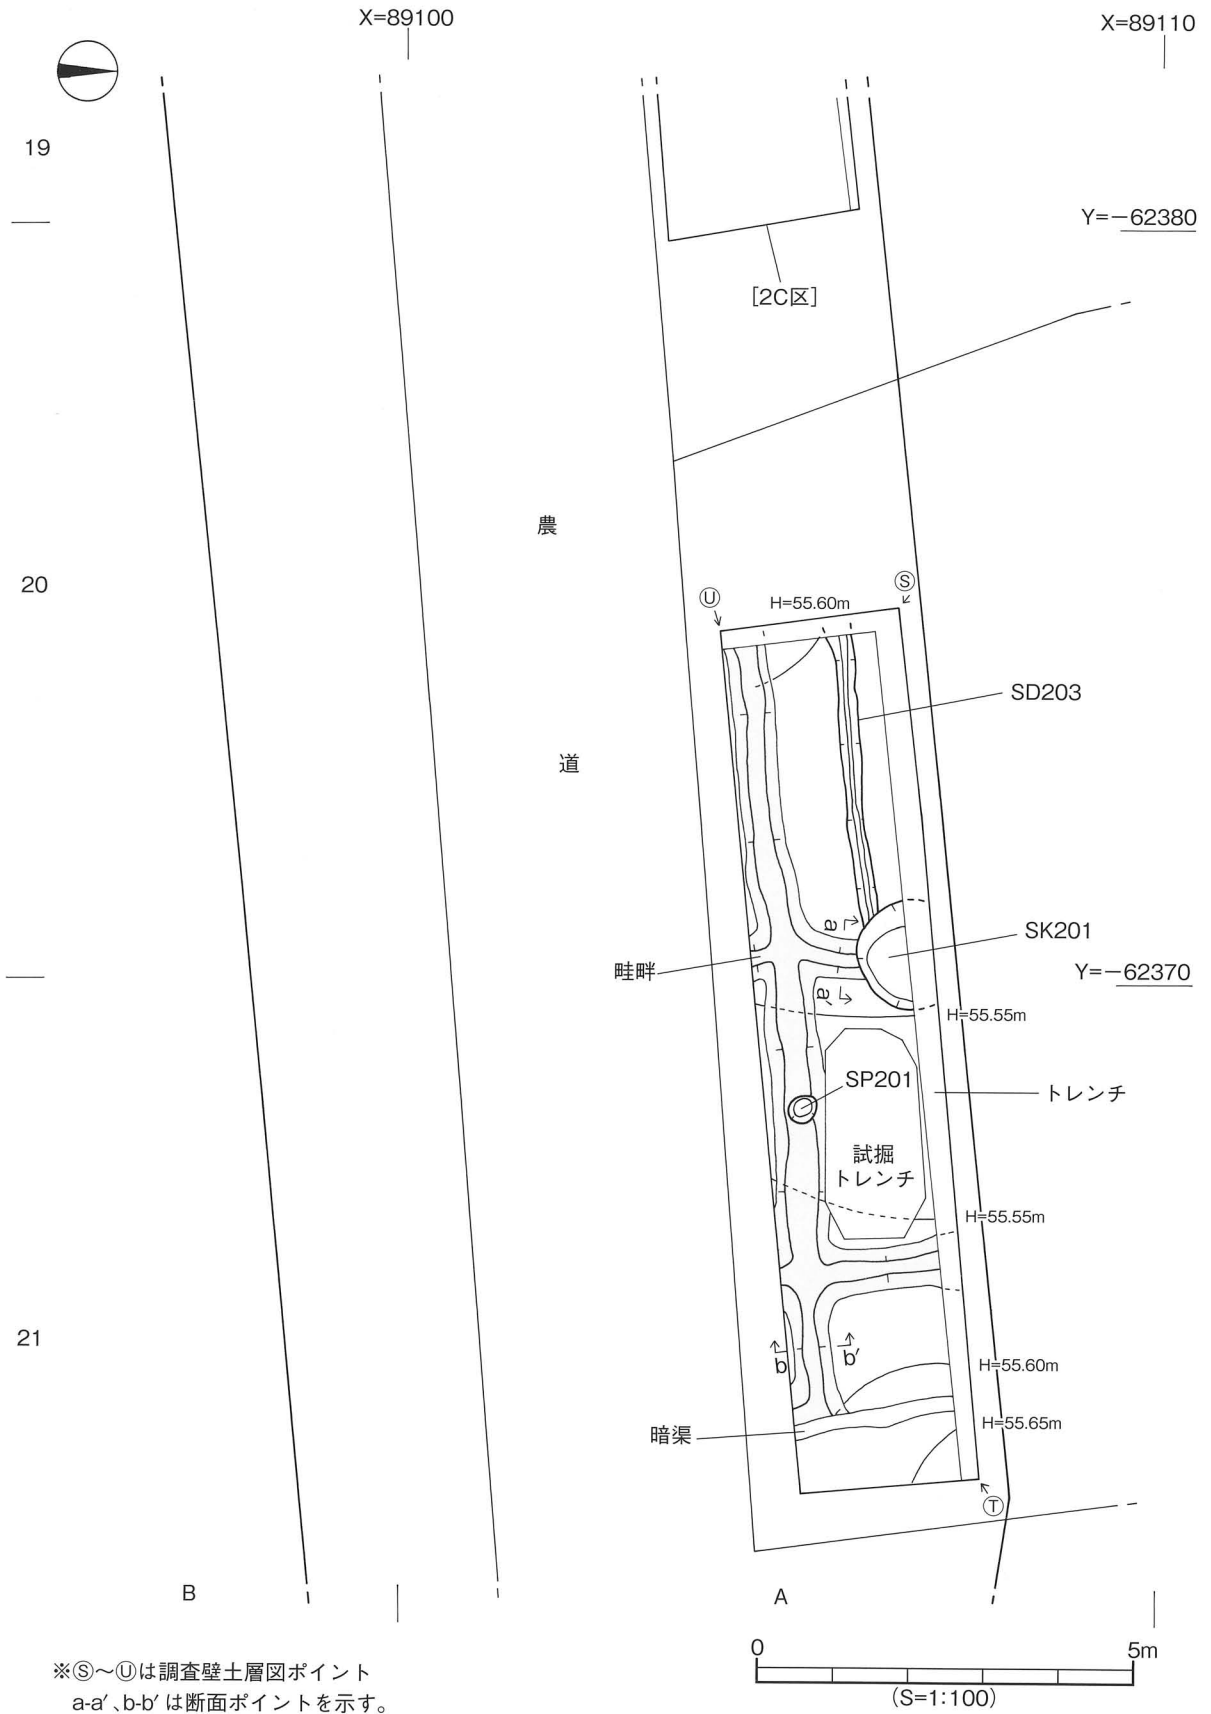 X=89100
X=89110
19
Y=−62380
[2C区]
農
20
Ⓢ
Ⓤ
H=55.60m
SD203
道
a
SK201
畦畔
Y=−62370
a′
H=55.55m
SP201
トレンチ
試掘
トレンチ
H=55.55m
21
b
b′
H=55.60m
H=55.65m
暗渠
Ⓣ
B
A
0
5m
(S=1:100)
※Ⓢ〜Ⓤは調査壁土層図ポイント
a-a′、b-b′は断面ポイントを示す。